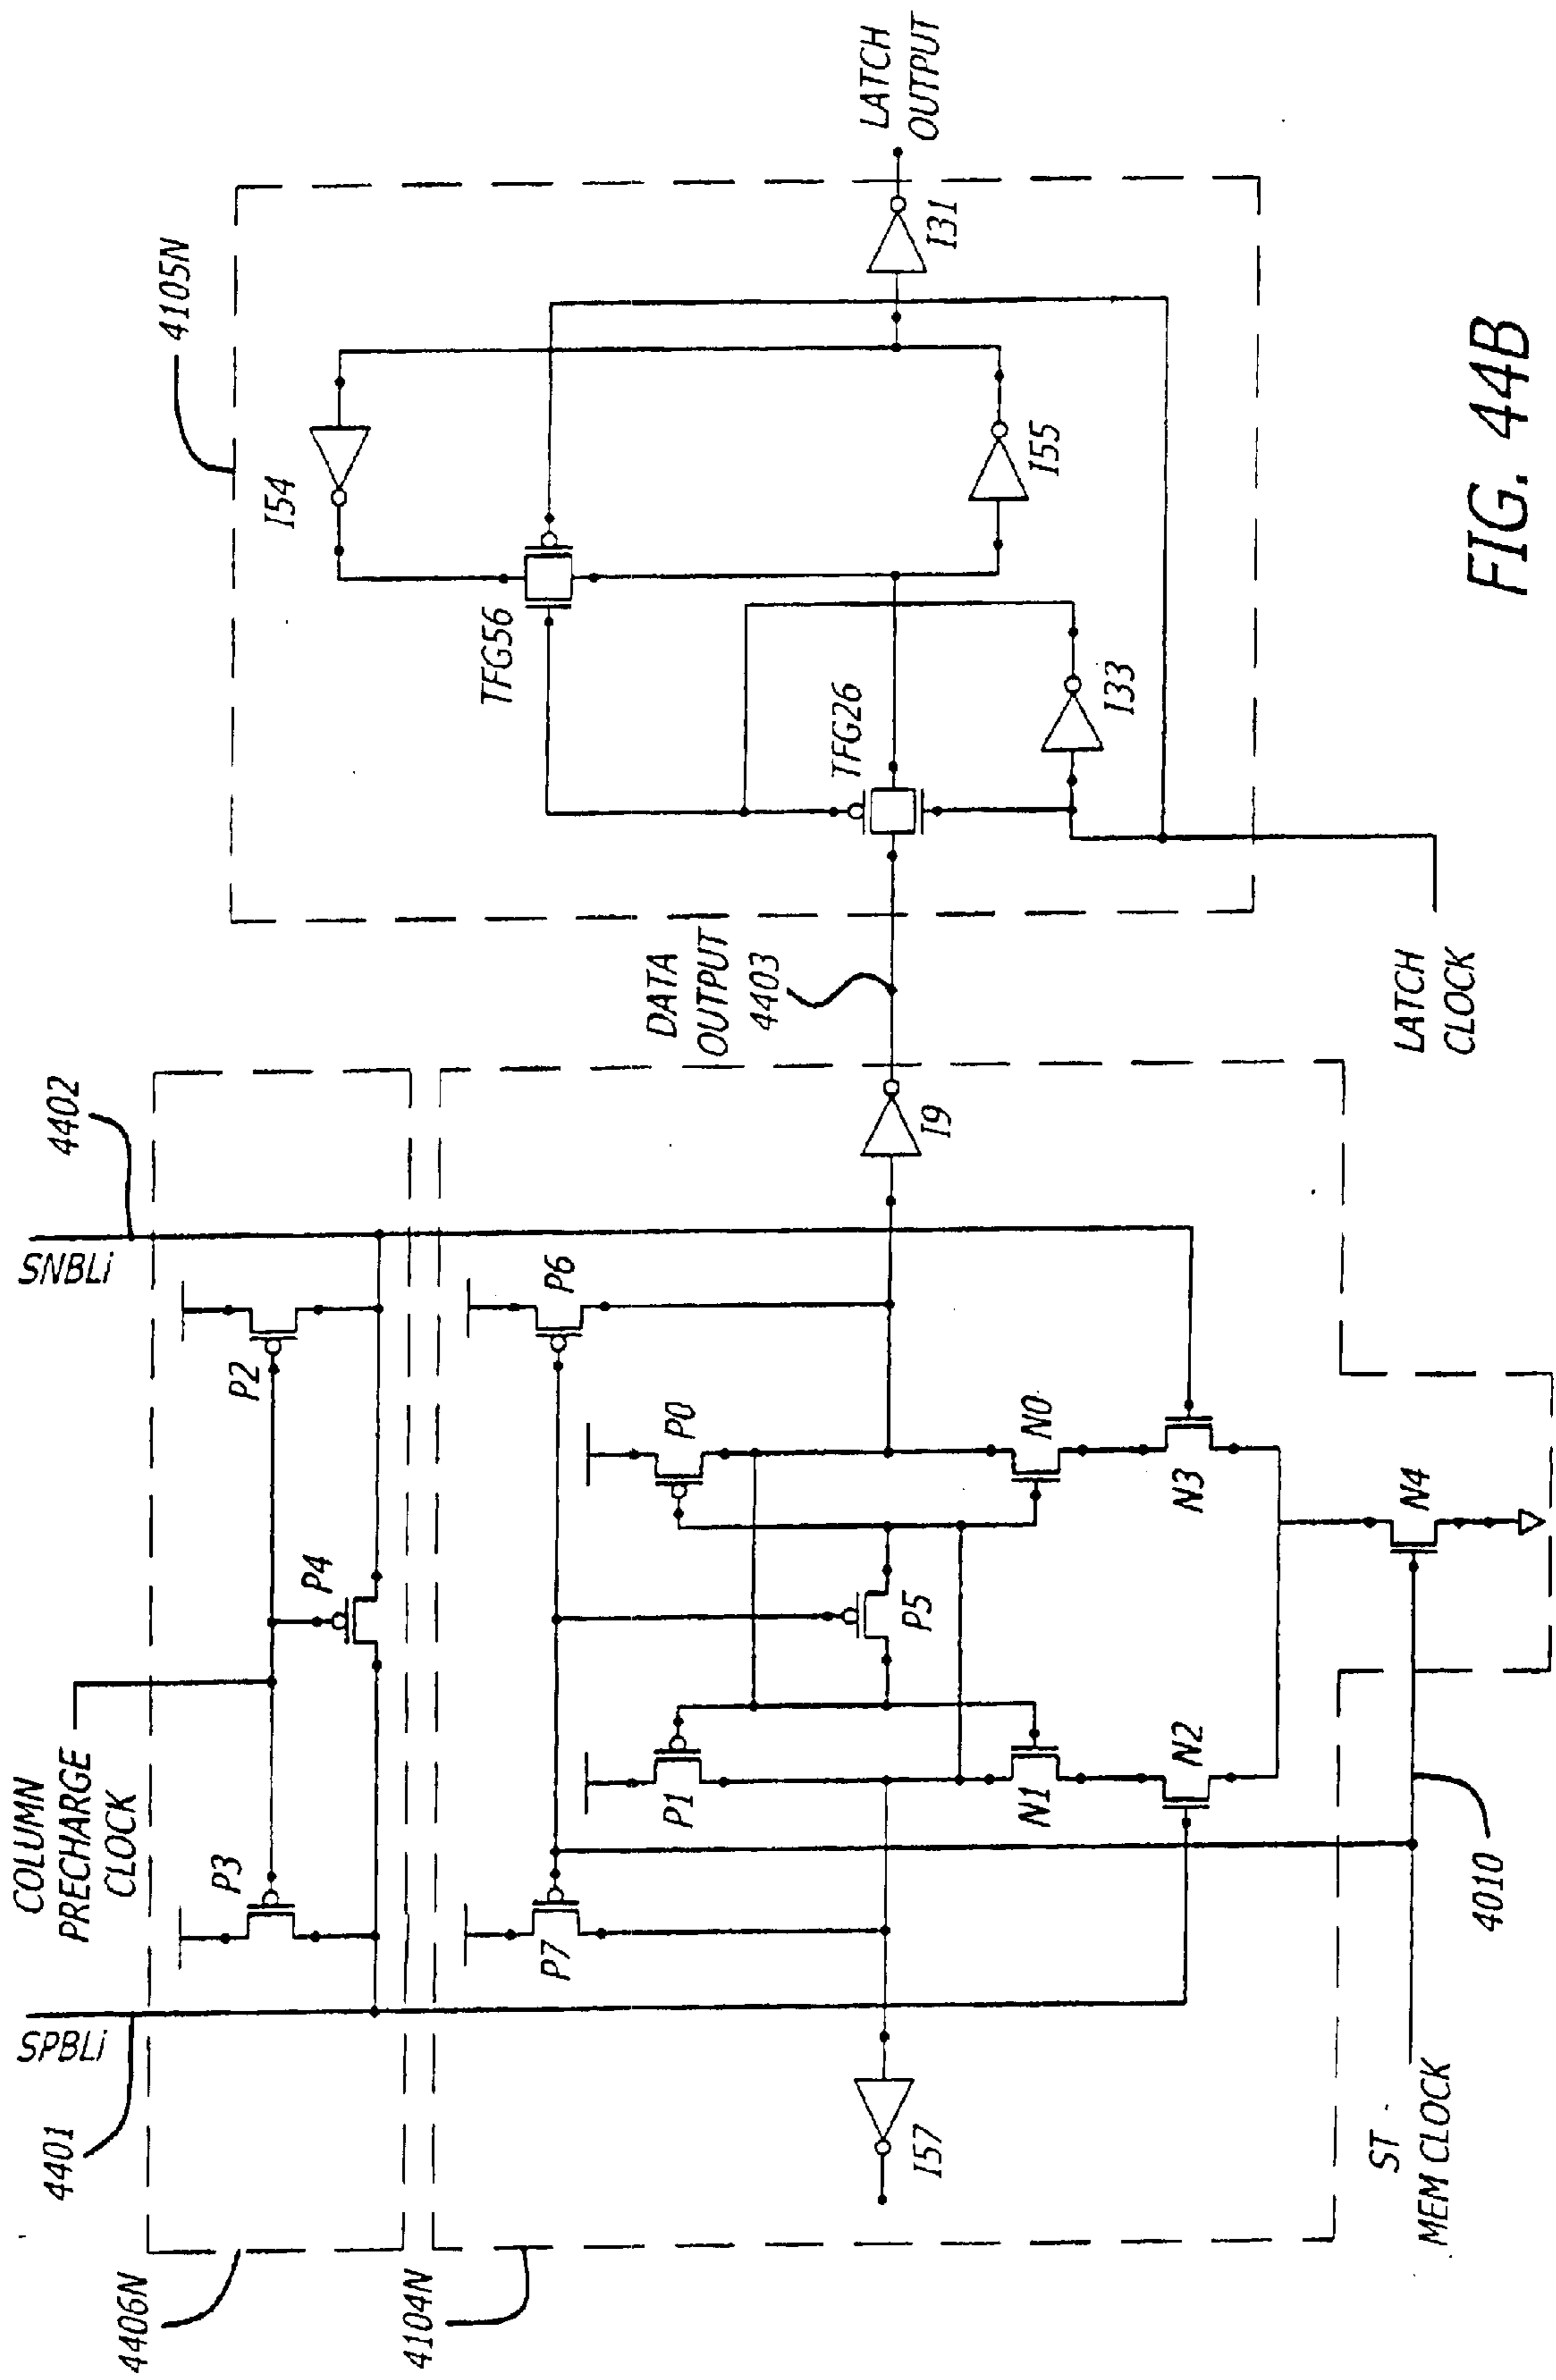 4406N
4401
SPBLi
COLUMN
PRECHARGE
CLOCK
P3
P4
P2
SNBLi
4402
4104N
P7
P6
P1
P0
P5
I57
N1
N0
N2
N3
N4
I9
ST
MEM CLOCK
4010
DATA
OUTPUT
4403
4105N
I54
TFG56
TFG26
I33
I55
I31
LATCH
OUTPUT
LATCH
CLOCK
FIG. 44B